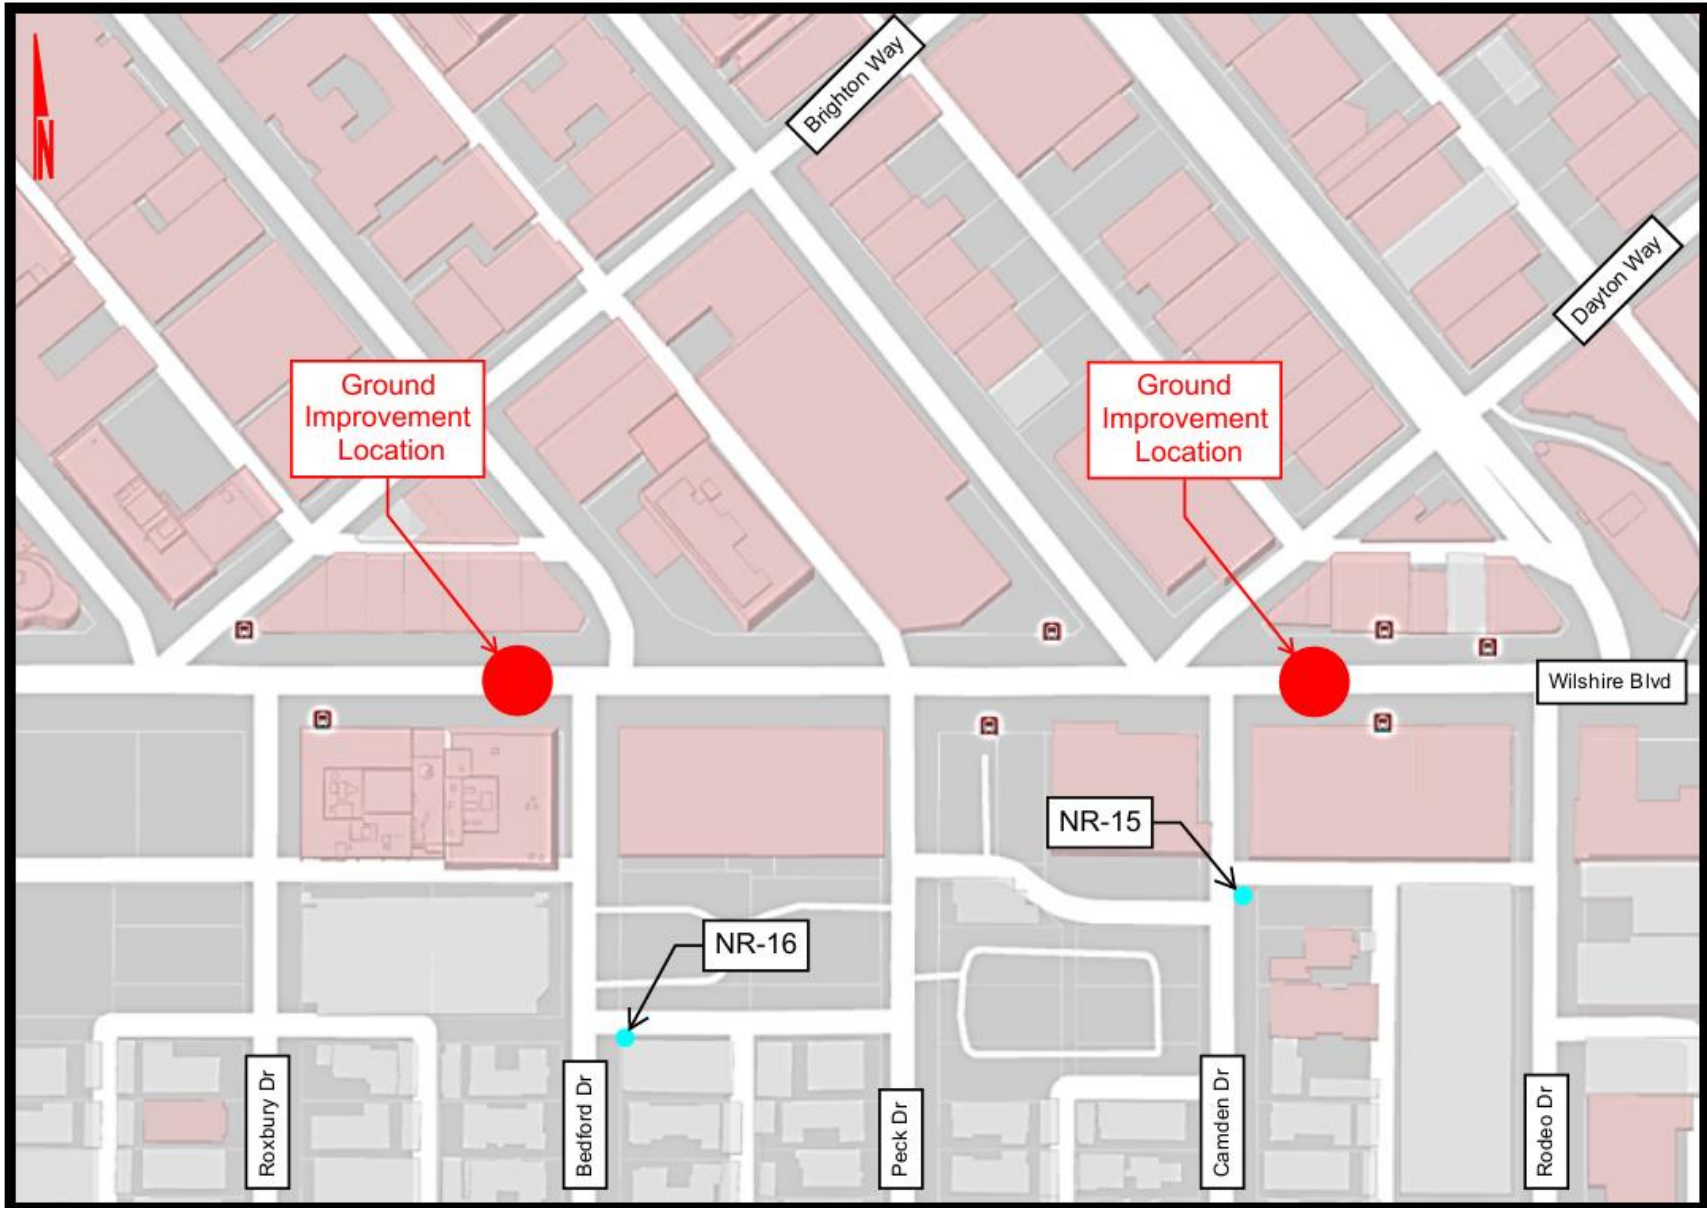 Brighton Way
N
Dayton Way
Ground
Improvement
Location
Ground
Improvement
Location
Wilshire Blvd
NR-15
NR-16
Roxbury Dr
Bedford Dr
Peck Dr
Camden Dr
Rodeo Dr